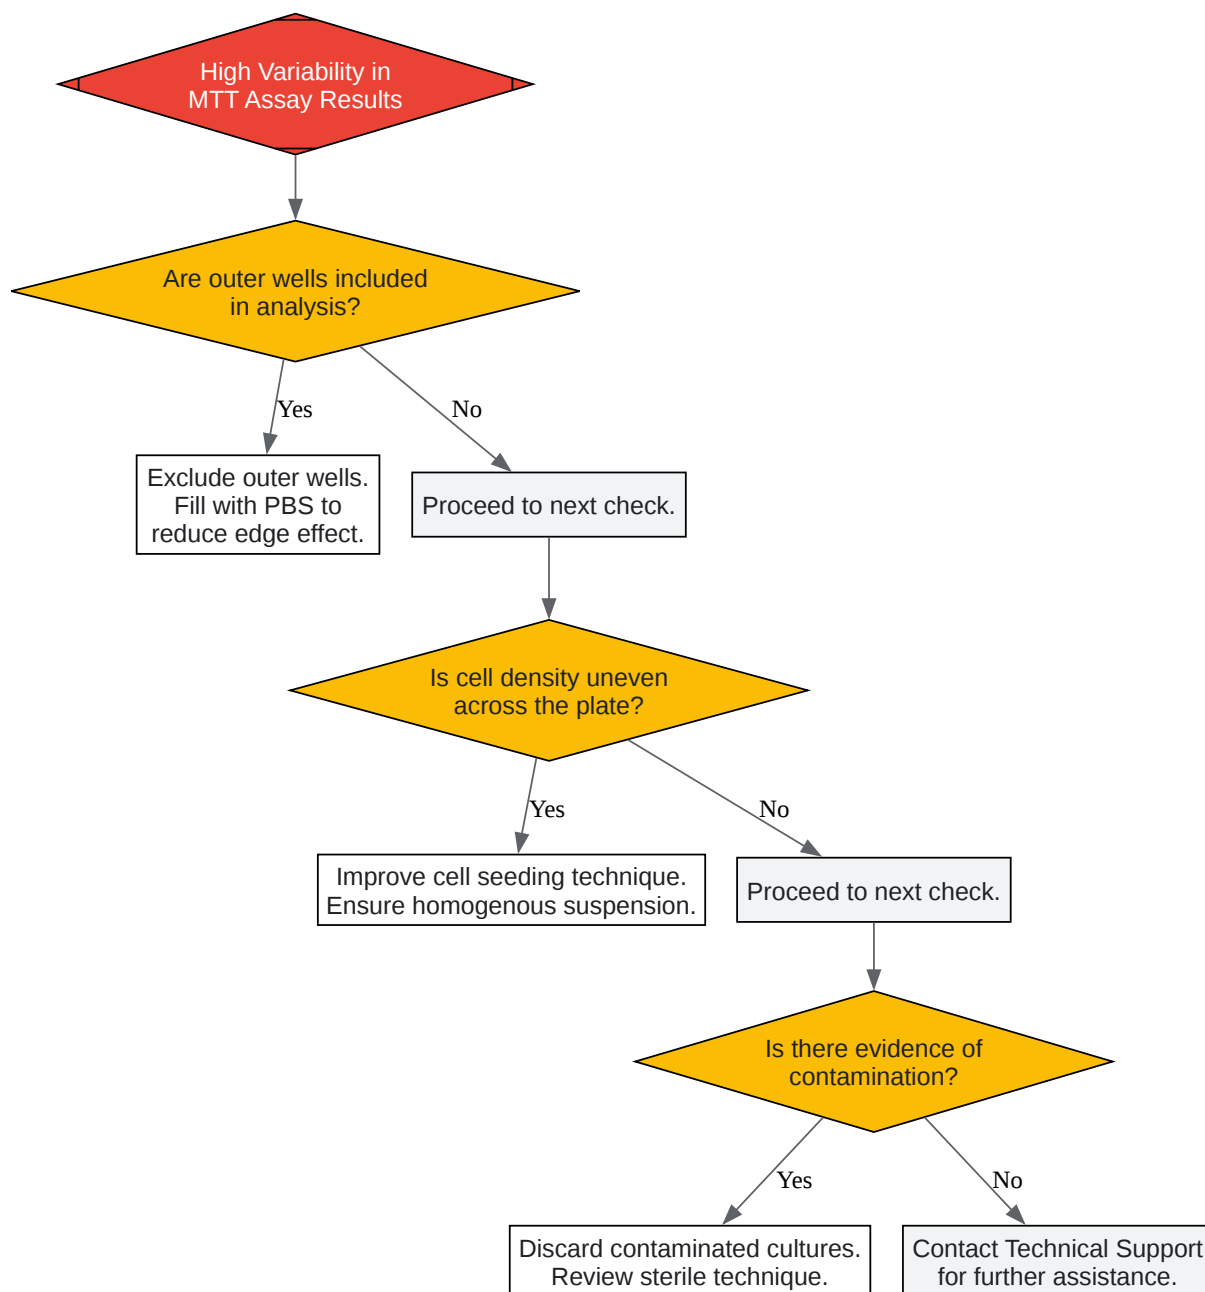 High Variability in
MTT Assay Results
Are outer wells included
in analysis?
Yes
No
Exclude outer wells.
Fill with PBS to
reduce edge effect.
Proceed to next check.
Is cell density uneven
across the plate?
Yes
No
Improve cell seeding technique.
Ensure homogenous suspension.
Proceed to next check.
Is there evidence of
contamination?
Yes
No
Discard contaminated cultures.
Review sterile technique.
Contact Technical Support
for further assistance.